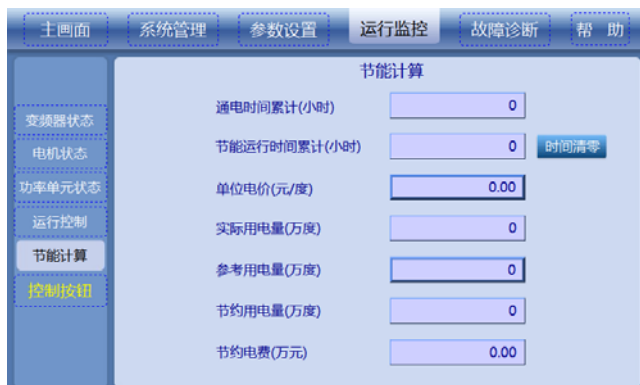 主画面 系统管理 参数设置 运行监控 故障诊断 帮 助
节能计算
变频器状态
电机状态
功率单元状态
运行控制
节能计算
控制按钮
通电时间累计(小时) 0
节能运行时间累计(小时) 0 时间清零
单位电价(元/度) 0.00
实际用电量(万度) 0
参考用电量(万度) 0
节约用电量(万度) 0
节约电费(万元) 0.00